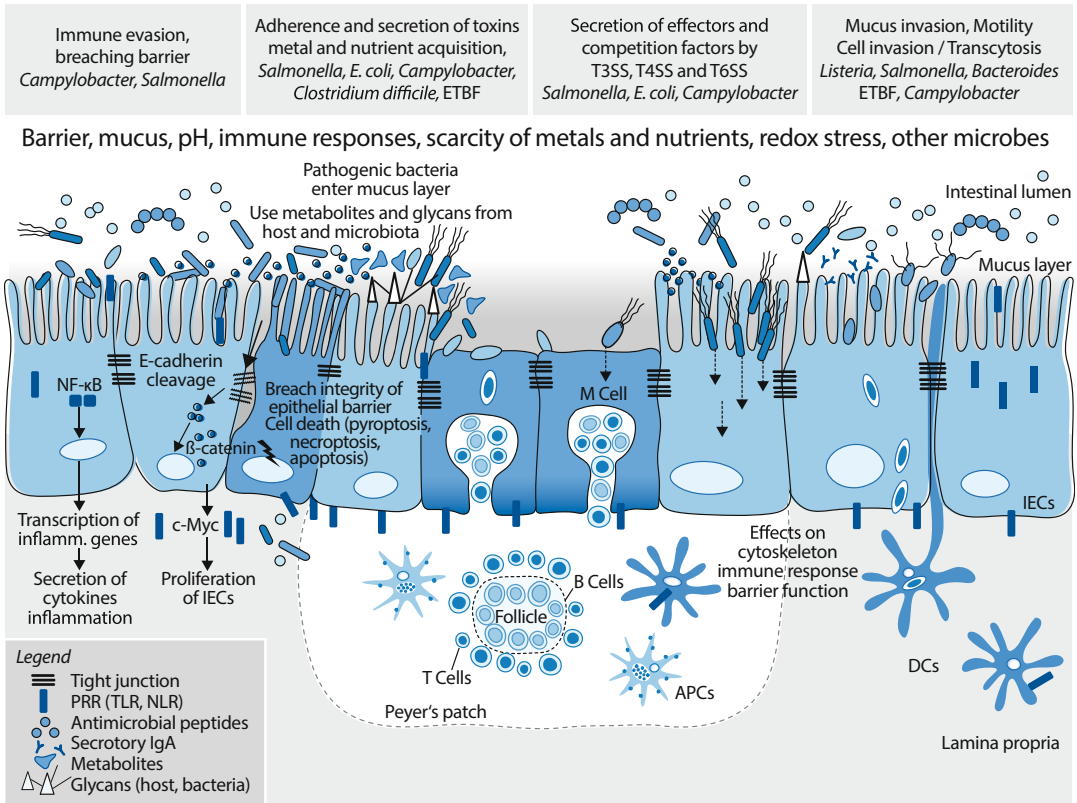 Immune evasion,
breaching barrier
Campylobacter, Salmonella
Adherence and secretion of toxins
metal and nutrient acquisition,
Salmonella, E. coli, Campylobacter,
Clostridium difficile, ETBF
Secretion of effectors and
competition factors by
T3SS, T4SS and T6SS
Salmonella, E. coli, Campylobacter
Mucus invasion, Motility
Cell invasion / Transcytosis
Listeria, Salmonella, Bacteroides
ETBF, Campylobacter
Barrier, mucus, pH, immune responses, scarcity of metals and nutrients, redox stress, other microbes
Pathogenic bacteria
enter mucus layer
Use metabolites and glycans from
host and microbiota
Intestinal lumen
Mucus layer
E-cadherin
cleavage
NF-κB
ß-catenin
Breach integrity of
epithelial barrier
Cell death (pyroptosis,
necroptosis,
apoptosis)
M Cell
IECs
Transcription of
inflamm. genes
Secretion of
cytokines
inflammation
c-Myc
Proliferation
of IECs
Effects on
cytoskeleton
immune response
barrier function
B Cells
Follicle
T Cells
APCs
Peyer's patch
DCs
Lamina propria
Legend
Tight junction
PRR (TLR, NLR)
Antimicrobial peptides
Secrotory IgA
Metabolites
Glycans (host, bacteria)